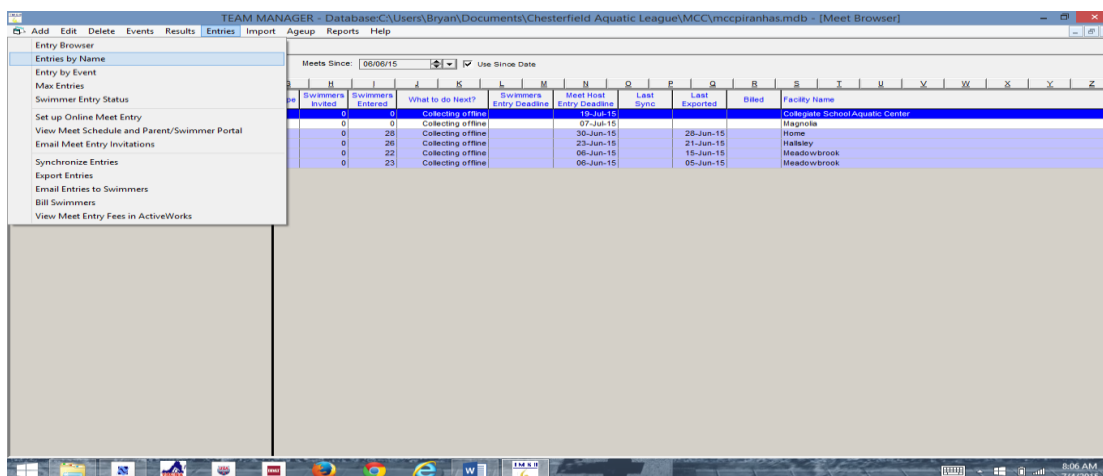 TEAM MANAGER - Database:C:\Users\Bryan\Documents\Chesterfield Aquatic League\MCC\mccpiranhas.mdb - [Meet Browser]
Add Edit Delete Events Results Entries Import Ageup Reports Help
Entry Browser
Entries by Name
Entry by Event
Max Entries
Swimmer Entry Status
Set up Online Meet Entry
View Meet Schedule and Parent/Swimmer Portal
Email Meet Entry Invitations
Synchronize Entries
Export Entries
Email Entries to Swimmers
Bill Swimmers
View Meet Entry Fees in ActiveWorks
Meets Since: 06/06/15 Use Since Date
H I J K L M N O P Q R S T U V W X Y Z
Swimmers Invited Swimmers Entered What to do Next? Swimmers Entry Deadline Meet Host Entry Deadline Last Sync Last Exported Billed Facility Name
0 0 Collecting offline 19-Jul-15 Collegiate School Aquatic Center
0 0 Collecting offline 07-Jul-15 Magnolia
0 28 Collecting offline 30-Jun-15 28-Jun-15 Home
0 26 Collecting offline 23-Jun-15 21-Jun-15 Hallsley
0 22 Collecting offline 06-Jun-15 15-Jun-15 Meadowbrook
0 23 Collecting offline 06-Jun-15 05-Jun-15 Meadowbrook
8:06 AM